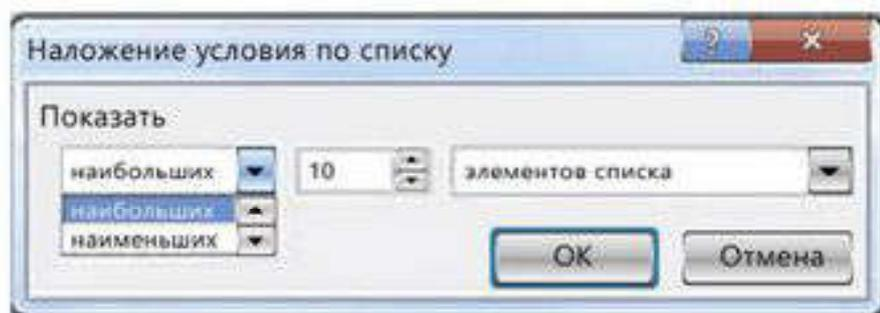 Наложение условия по списку
?
Показать
наибольших 10 элементов списка
наибольших
наименьших
OK Отмена